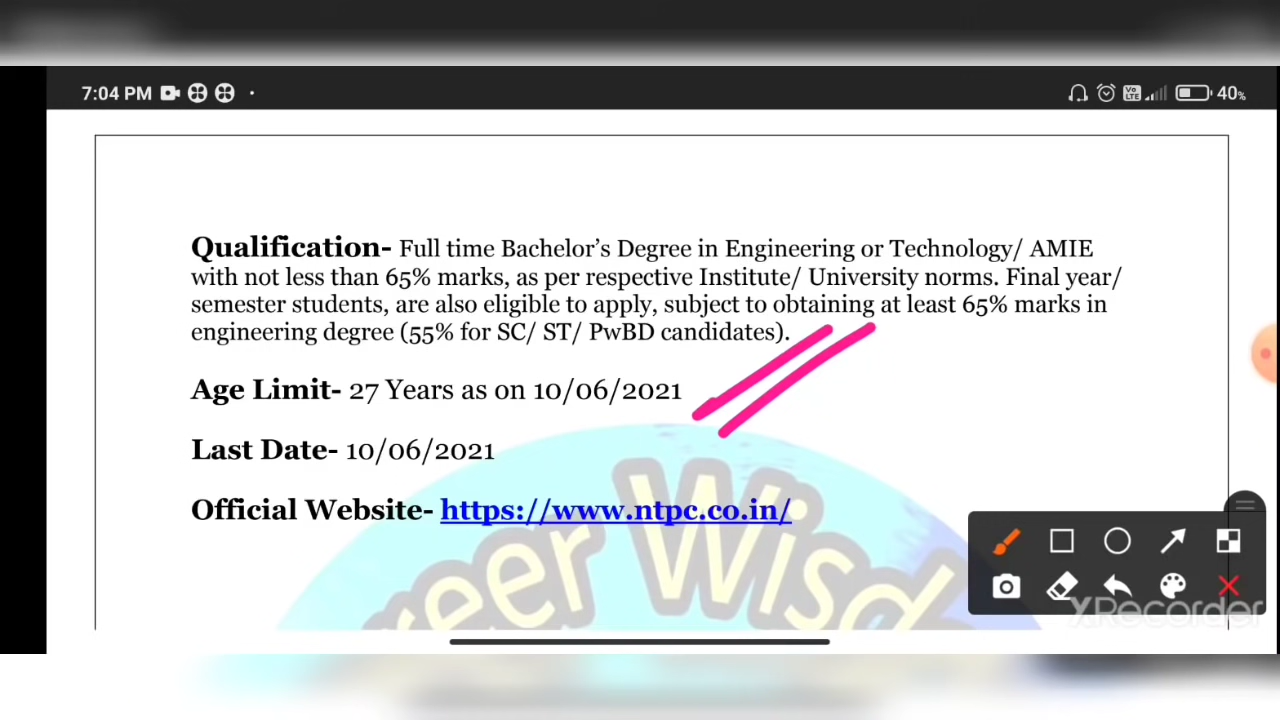 7:04 PM
Vo LTE
40%
Qualification- Full time Bachelor's Degree in Engineering or Technology/ AMIE
with not less than 65% marks, as per respective Institute/ University norms. Final year/
semester students, are also eligible to apply, subject to obtaining at least 65% marks in
engineering degree (55% for SC/ ST/ PwBD candidates).
Age Limit- 27 Years as on 10/06/2021
Last Date- 10/06/2021
Official Website- https://www.ntpc.co.in/
XRecorder